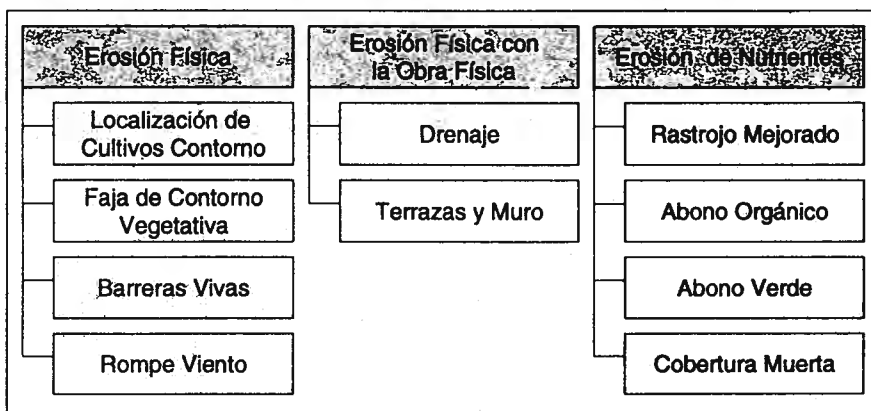 Erosión Física
Localización de
Cultivos Contorno
Faja de Contorno
Vegetativa
Barreras Vivas
Rompe Viento
Erosión Física con
la Obra Física
Drenaje
Terrazas y Muro
Erosión de Nutrientes
Rastrojo Mejorado
Abono Orgánico
Abono Verde
Cobertura Muerta